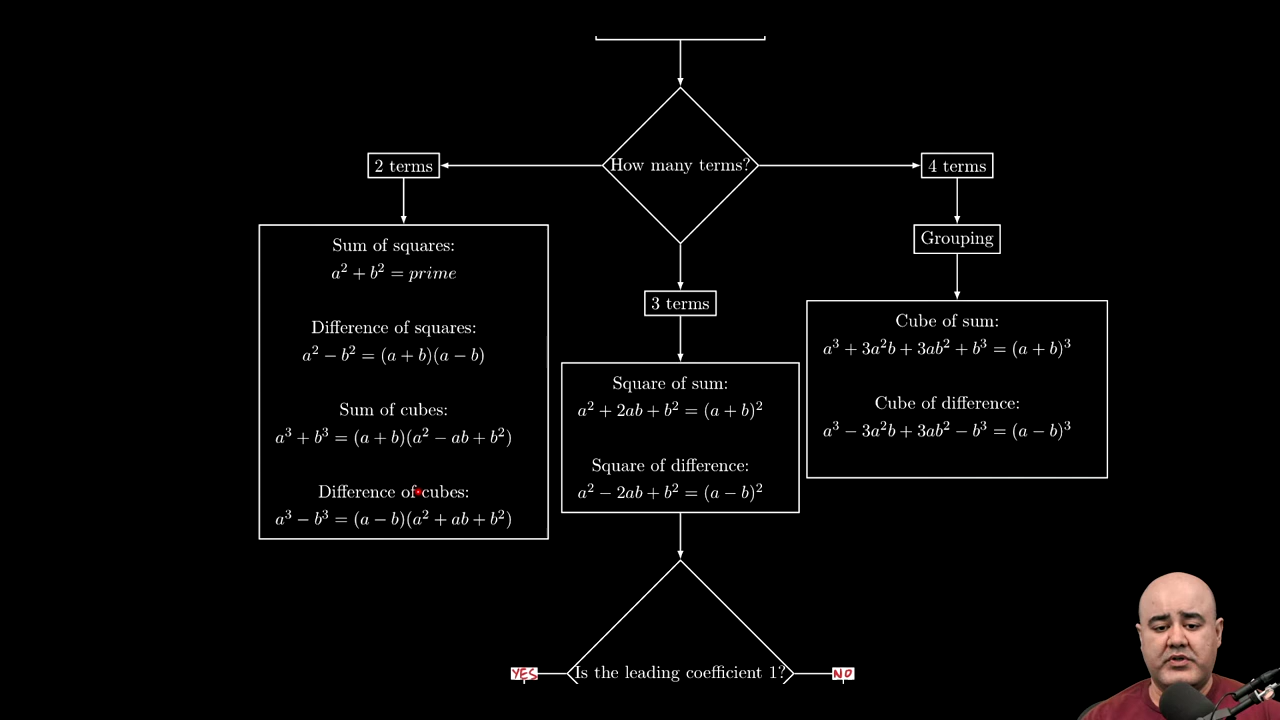 How many terms?
2 terms
4 terms
Sum of squares:
a² + b² = prime
Difference of squares:
a² − b² = (a + b)(a − b)
Sum of cubes:
a³ + b³ = (a + b)(a² − ab + b²)
Difference of cubes:
a³ − b³ = (a − b)(a² + ab + b²)
3 terms
Square of sum:
a² + 2ab + b² = (a + b)²
Square of difference:
a² − 2ab + b² = (a − b)²
Grouping
Cube of sum:
a³ + 3a²b + 3ab² + b³ = (a + b)³
Cube of difference:
a³ − 3a²b + 3ab² − b³ = (a − b)³
YES
Is the leading coefficient 1?
NO